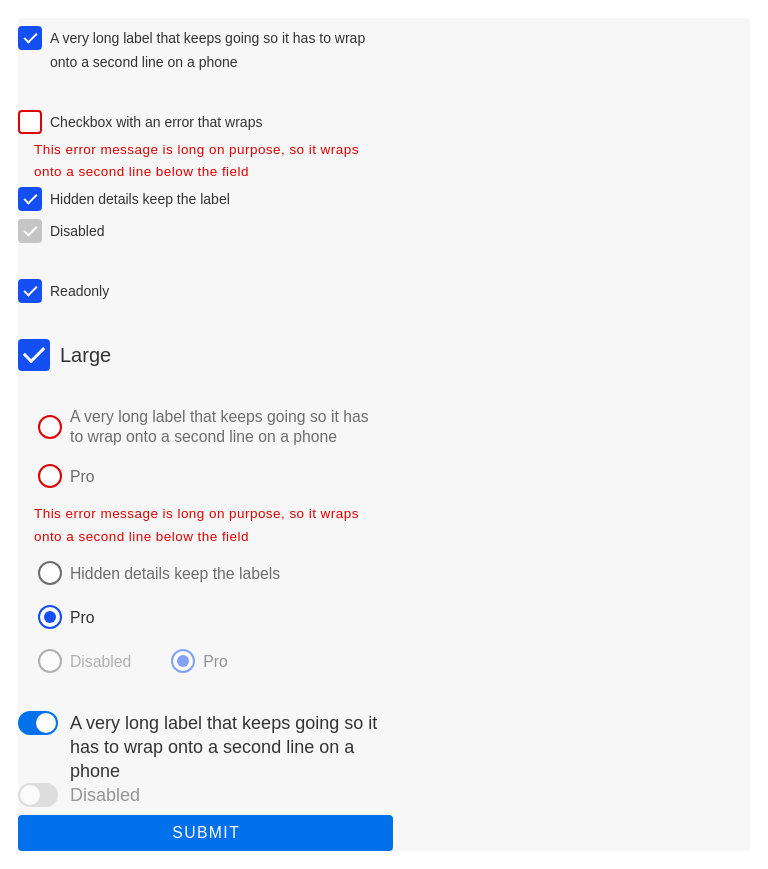 A very long label that keeps going so it has to wrap
onto a second line on a phone
Checkbox with an error that wraps
This error message is long on purpose, so it wraps
onto a second line below the field
Hidden details keep the label
Disabled
Readonly
Large
A very long label that keeps going so it has
to wrap onto a second line on a phone
Pro
This error message is long on purpose, so it wraps
onto a second line below the field
Hidden details keep the labels
Pro
Disabled Pro
A very long label that keeps going so it
has to wrap onto a second line on a
phone
Disabled
SUBMIT